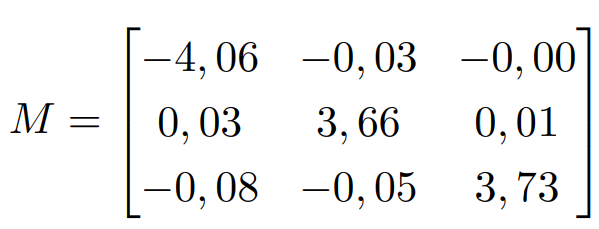 −4, 06 −0, 03 −0, 00
M = 0, 03 3, 66 0, 01
−0, 08 −0, 05 3, 73